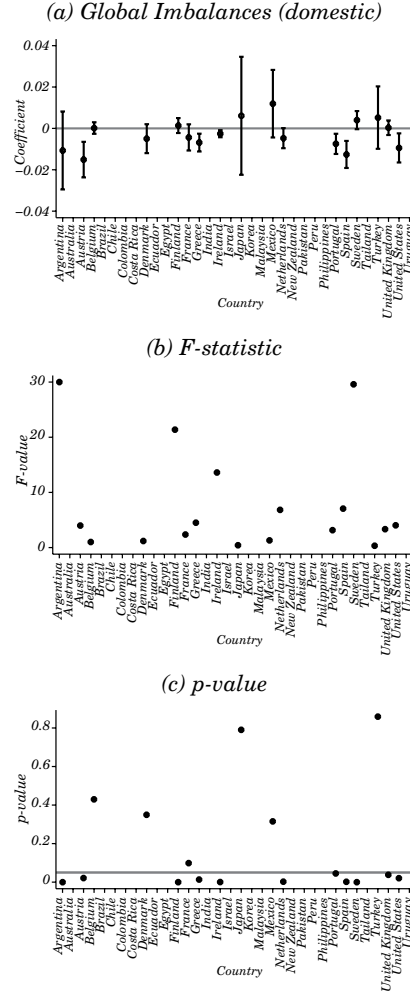 (a) Global Imbalances (domestic)
Coefficient
0.04
0.02
0
−0.02
−0.04
Argentina
Australia
Austria
Belgium
Brazil
Chile
Colombia
Costa Rica
Denmark
Ecuador
Egypt
Finland
France
Greece
India
Ireland
Israel
Japan
Korea
Malaysia
Mexico
Netherlands
New Zealand
Pakistan
Peru
Philippines
Portugal
Spain
Sweden
Tailand
Turkey
United Kingdom
United States
Uruguay
Country
(b) F-statistic
F-value
30
20
10
0
Argentina
Australia
Austria
Belgium
Brazil
Chile
Colombia
Costa Rica
Denmark
Ecuador
Egypt
Finland
France
Greece
India
Ireland
Israel
Japan
Korea
Malaysia
Mexico
Netherlands
New Zealand
Pakistan
Peru
Philippines
Portugal
Spain
Sweden
Tailand
Turkey
United Kingdom
United States
Uruguay
Country
(c) p-value
p-value
0.8
0.4
0.2
0
Argentina
Australia
Austria
Belgium
Brazil
Chile
Colombia
Costa Rica
Denmark
Ecuador
Egypt
Finland
France
Greece
India
Ireland
Israel
Japan
Korea
Malaysia
Mexico
Netherlands
New Zealand
Pakistan
Peru
Philippines
Portugal
Spain
Sweden
Tailand
Turkey
United Kingdom
United States
Uruguay
Country